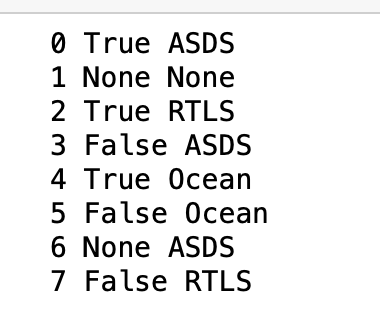 0 True ASDS
1 None None
2 True RTLS
3 False ASDS
4 True Ocean
5 False Ocean
6 None ASDS
7 False RTLS